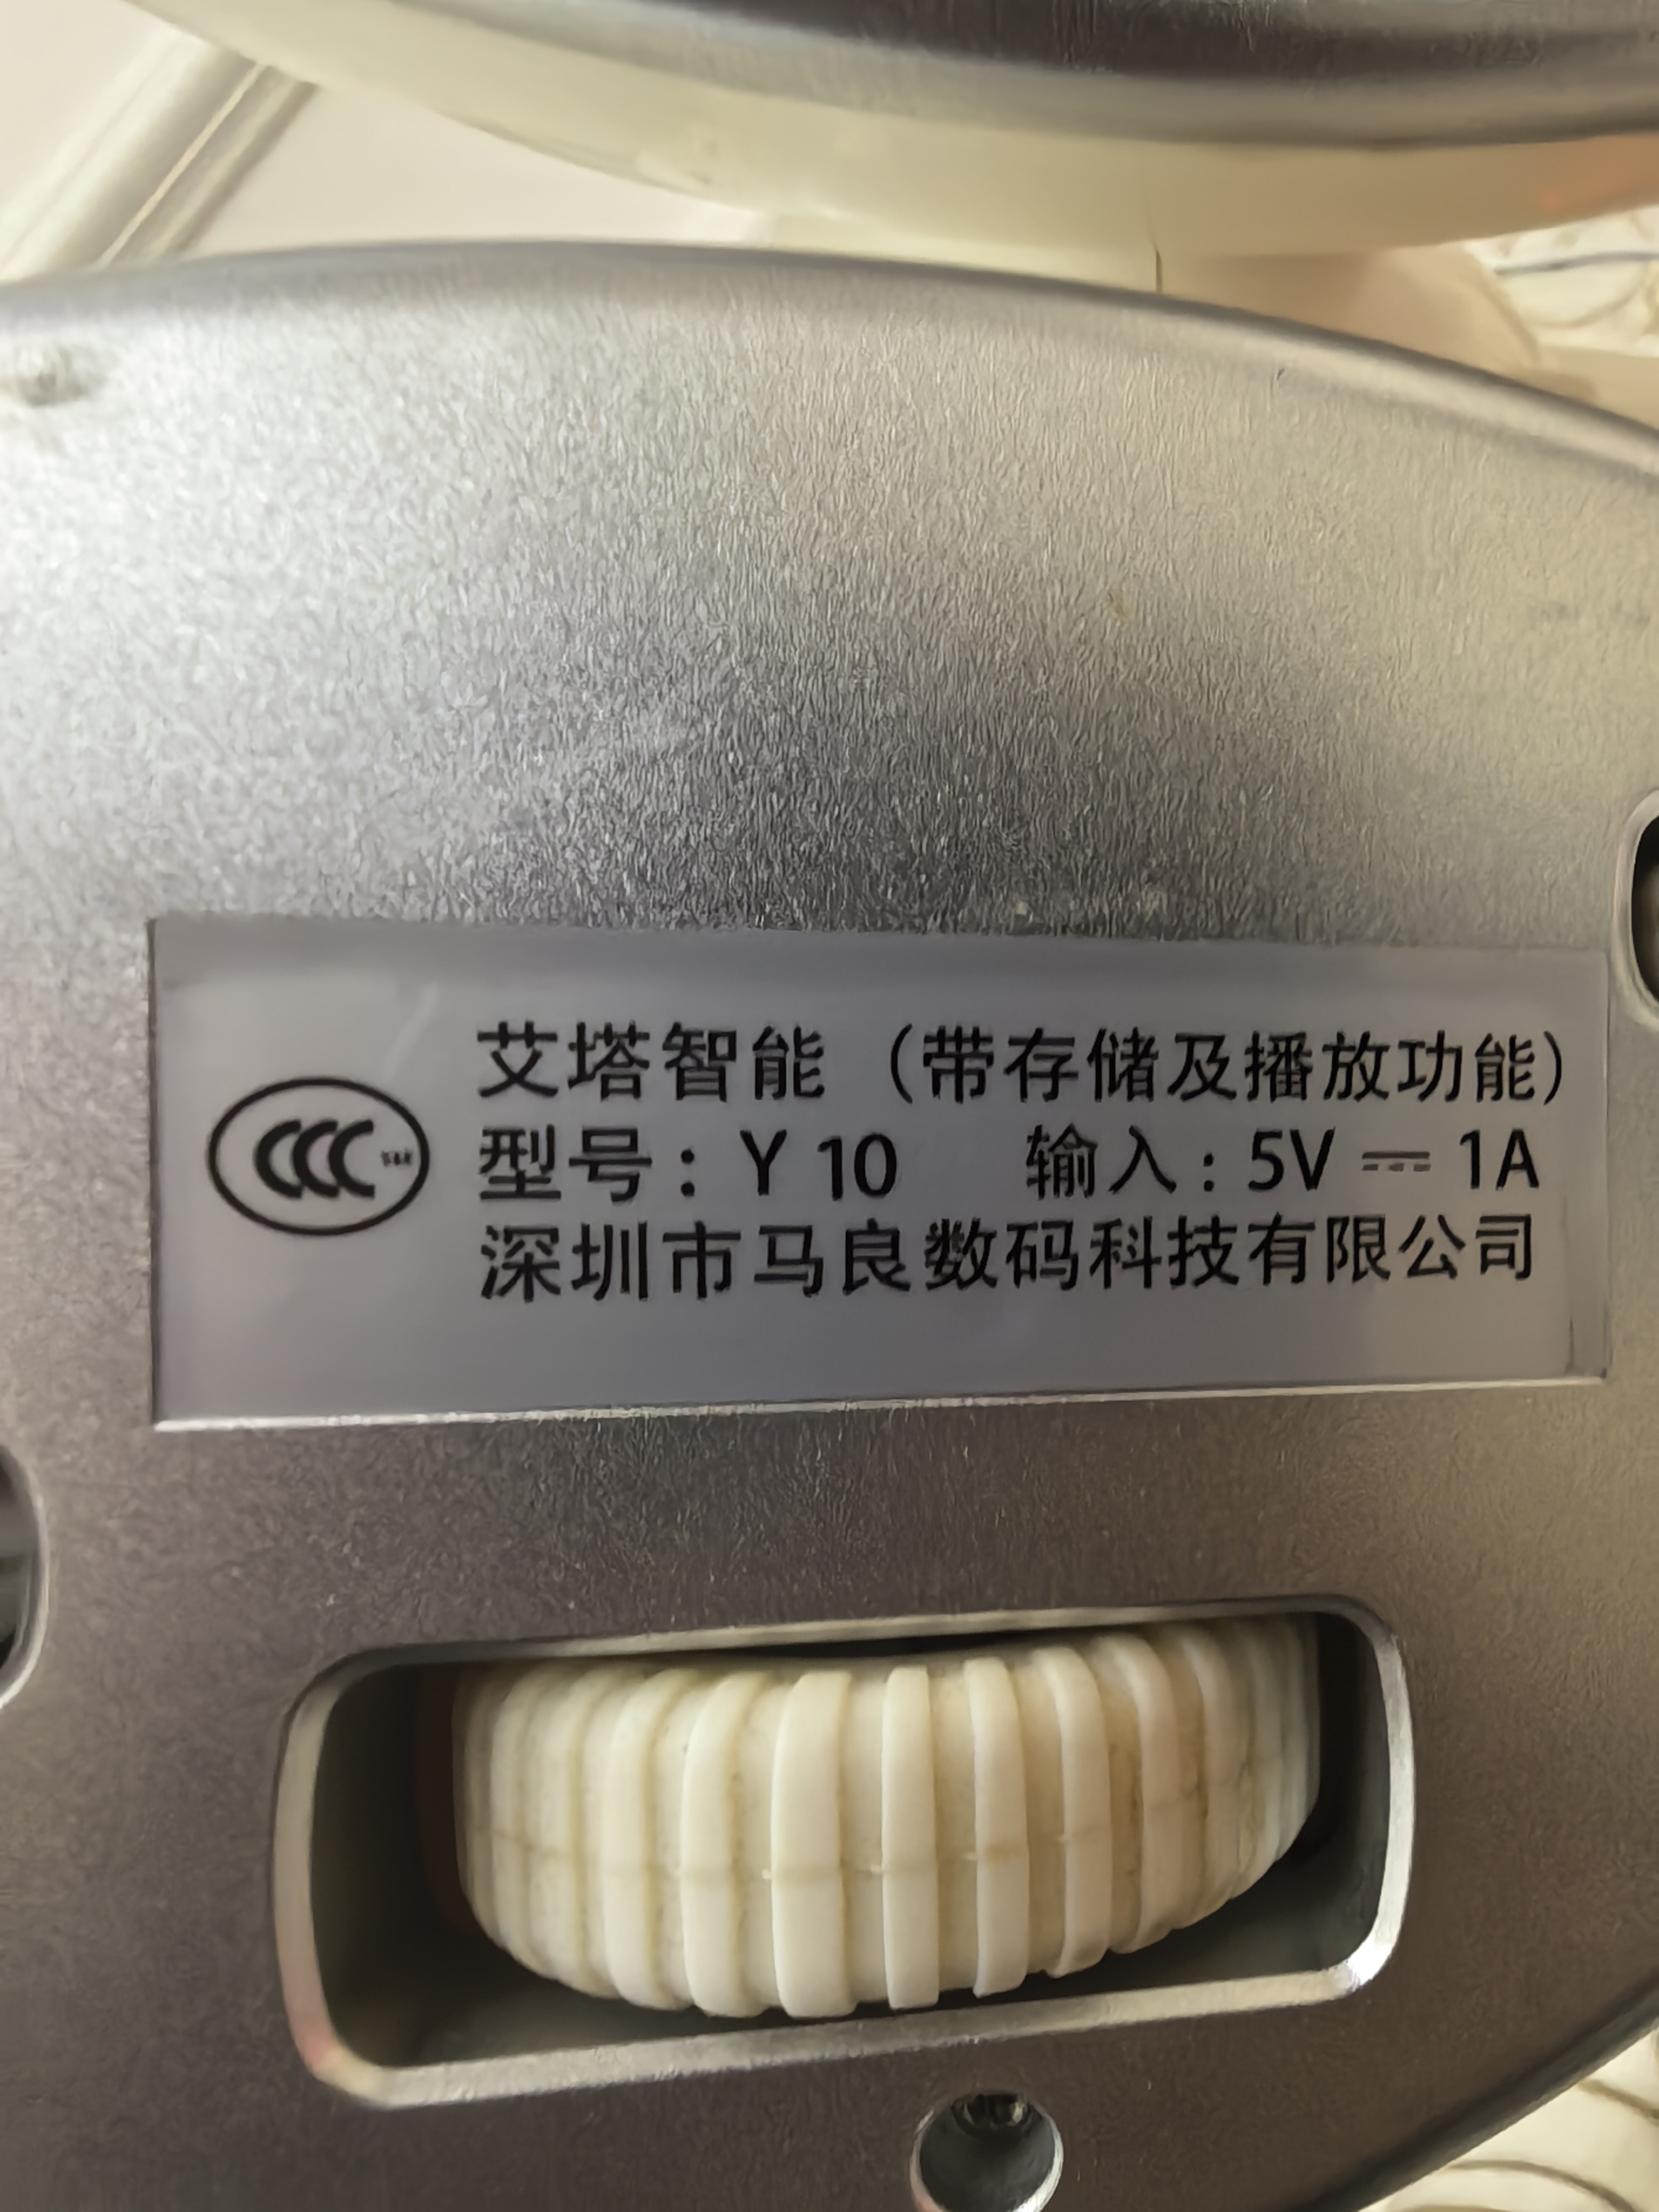 艾塔智能（带存储及播放功能）
CCC 型号：Y 10 输入：5V ⎓ 1A
深圳市马良数码科技有限公司